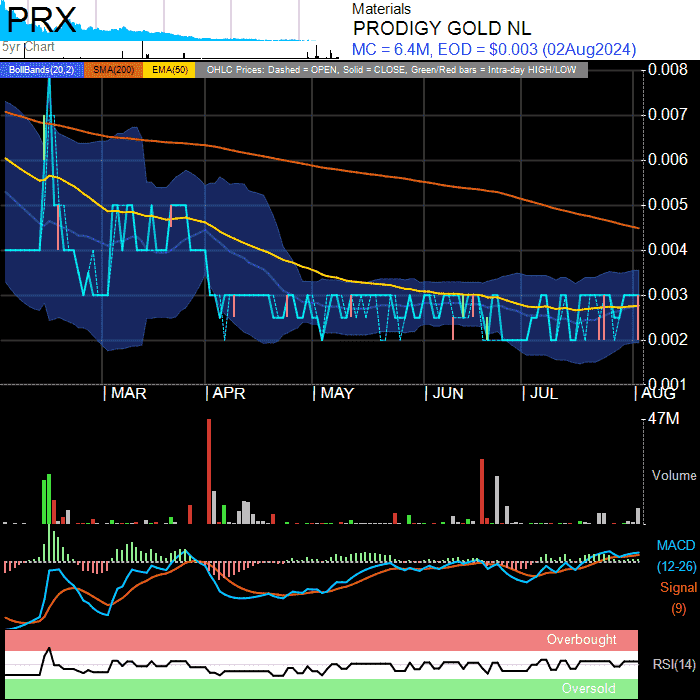 PRX
5yr Chart
Materials
PRODIGY GOLD NL
MC = 6.4M, EOD = $0.003 (02Aug2024)
BollBands(20,2) SMA(200) EMA(50) OHLC Prices: Dashed = OPEN, Solid = CLOSE, Green/Red bars = Intra-day HIGH/LOW
0.008
0.007
0.006
0.005
0.004
0.003
0.002
0.001
MAR APR MAY JUN JUL AUG
47M
Volume
MACD
(12-26)
Signal
(9)
Overbought
RSI(14)
Oversold